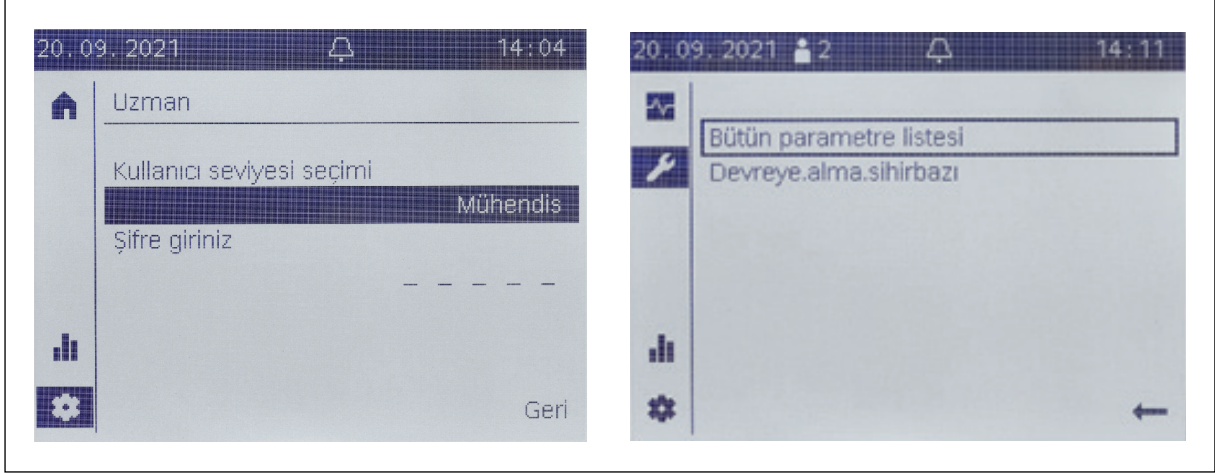 20.09.2021 14:04
Uzman
Kullanıcı seviyesi seçimi
Mühendis
Şifre giriniz
_ _ _ _ _
Geri
20.09.2021 2 14:11
Bütün parametre listesi
Devreye.alma.sihirbazı